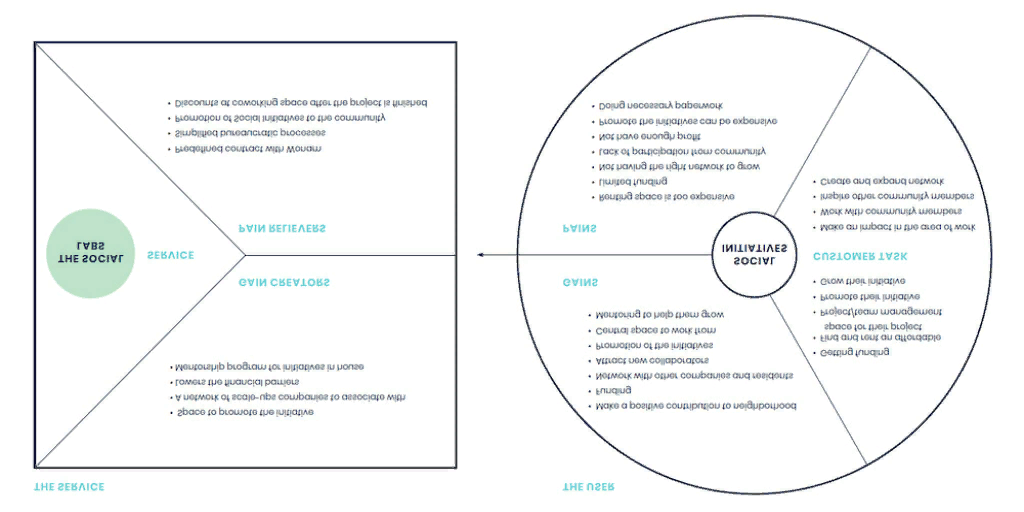 THE SERVICE
• Space to promote the initiative
• A network of scale-ups companies to associate with
• Lowers the financial barriers
• Mentorship program for initiatives in house
GAIN CREATORS
THE SOCIAL
LABS
SERVICE
PAIN RELIEVERS
• Predefined contract with Wonam
• Simplified bureaucratic processes
• Promotion of Social Initiatives to the community
• Discounts at coworking space after the project is finished
THE USER
• Make a positive contribution to neighborhood
• Funding
• Network with other companies and residents
• Attract new collaborators
• Promotion of the initiatives
• Central space to work from
• Mentoring to help them grow
GAINS
SOCIAL
INITIATIVES
PAINS
• Renting space is too expensive
• Limited funding
• Not having the right network to grow
• Lack of participation from community
• Not have enough profit
• Promote the initiatives can be expensive
• Doing necessary paperwork
• Getting funding
• Find and rent an affordable
space for their project
• Project/team management
• Promote their initiative
• Grow their initiative
CUSTOMER TASK
• Make an impact in the area of work
• Work with community members
• Inspire other community members
• Create and expand network